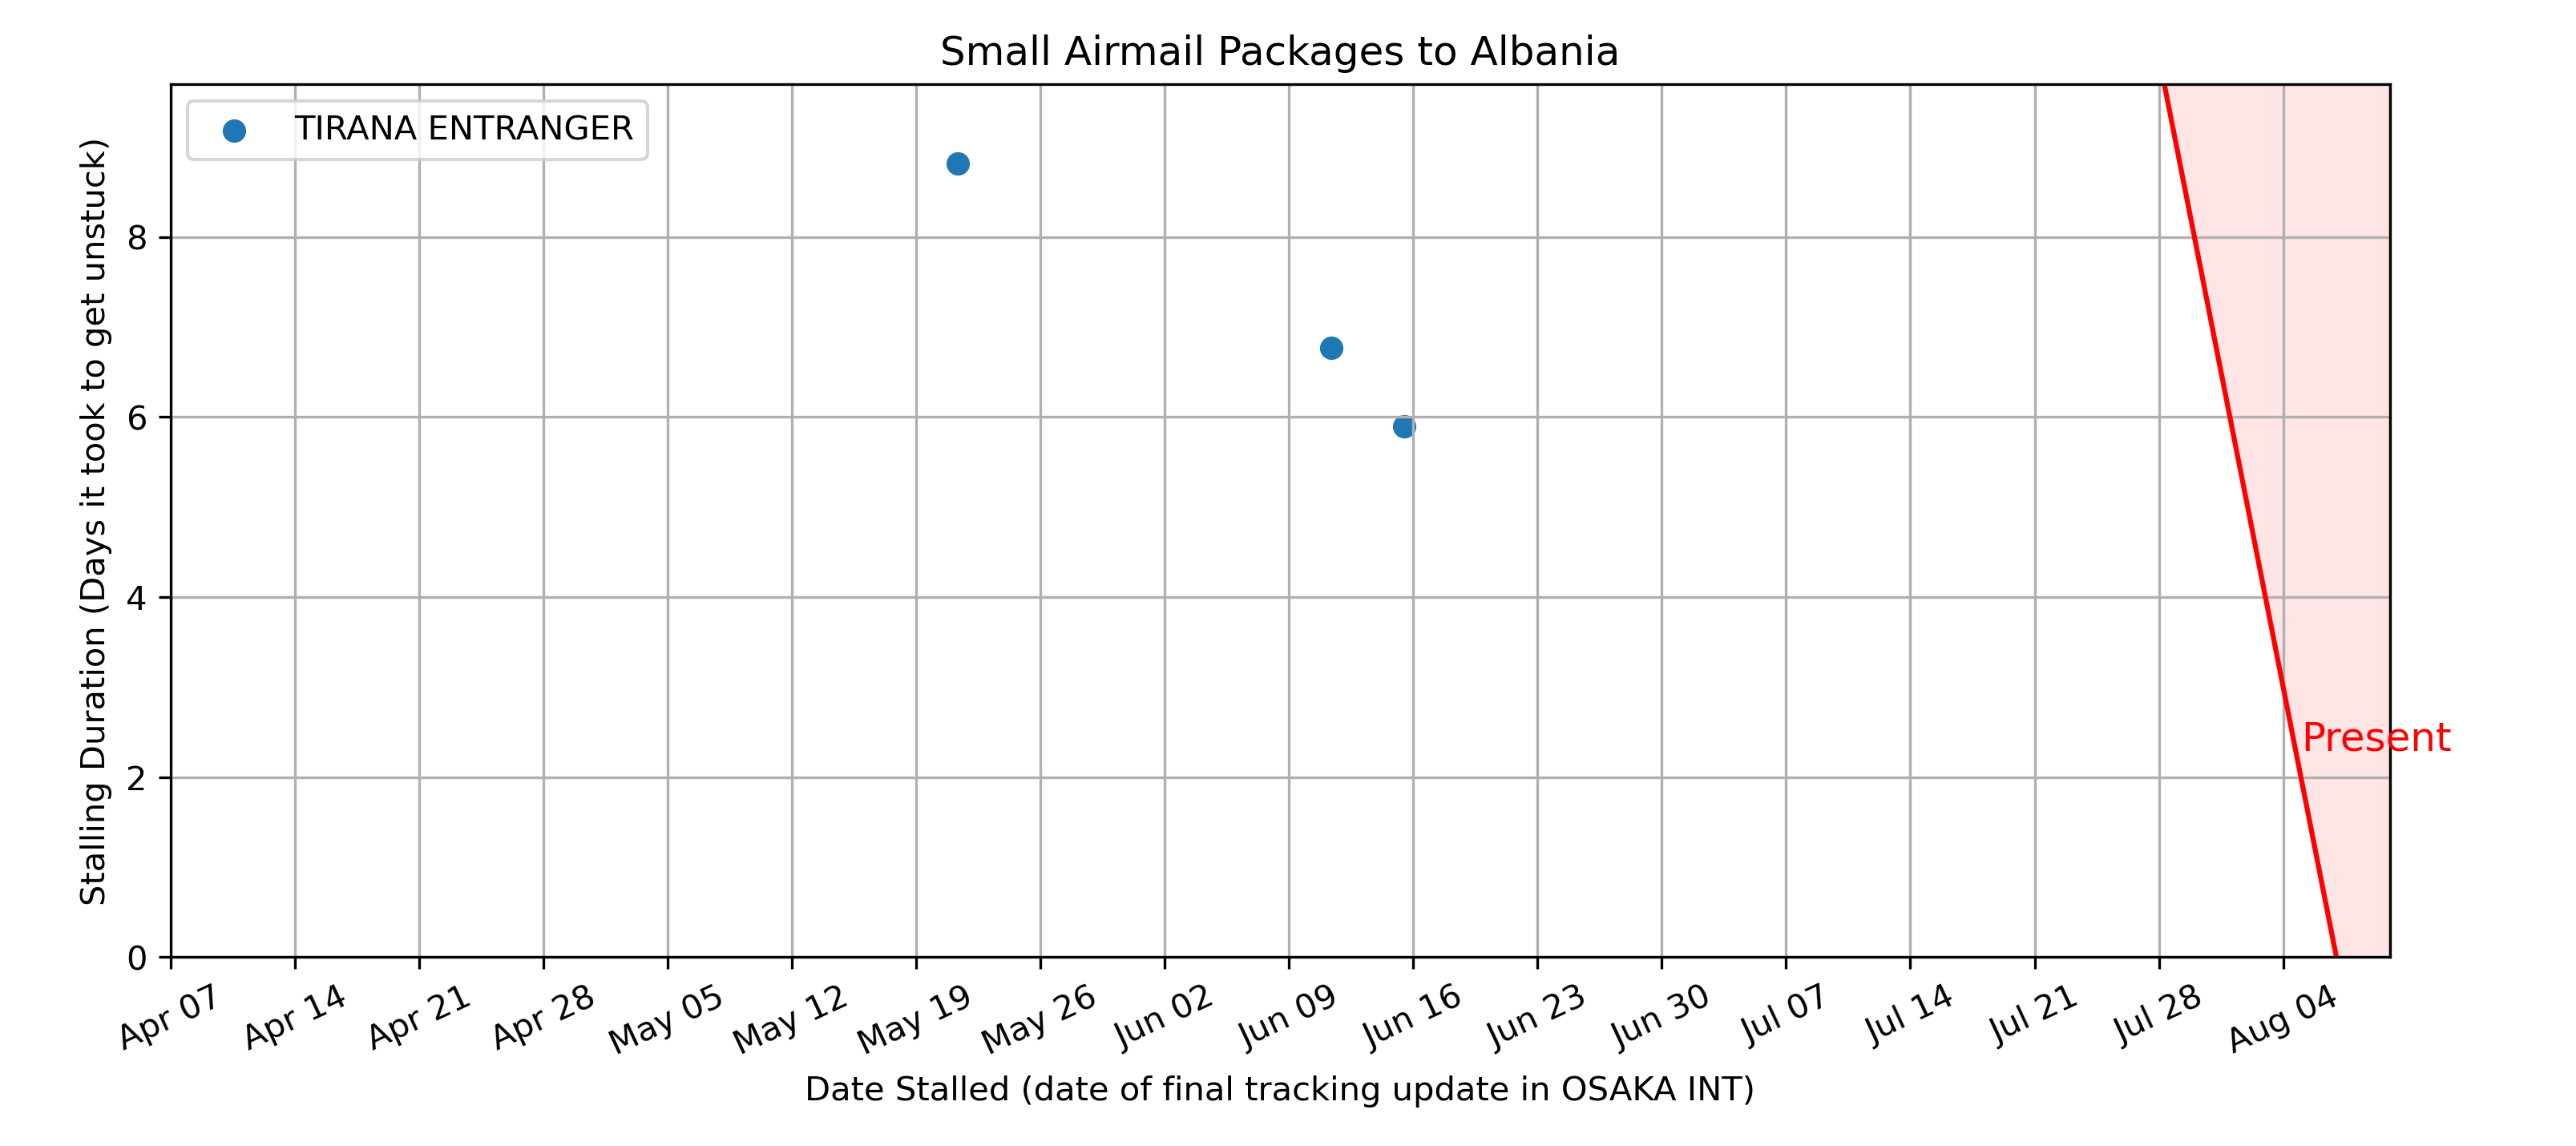 Small Airmail Packages to Albania
TIRANA ENTRANGER
Stalling Duration (Days it took to get unstuck)
8
6
4
2
0
Present
Apr 07
Apr 14
Apr 21
Apr 28
May 05
May 12
May 19
May 26
Jun 02
Jun 09
Jun 16
Jun 23
Jun 30
Jul 07
Jul 14
Jul 21
Jul 28
Aug 04
Date Stalled (date of final tracking update in OSAKA INT)